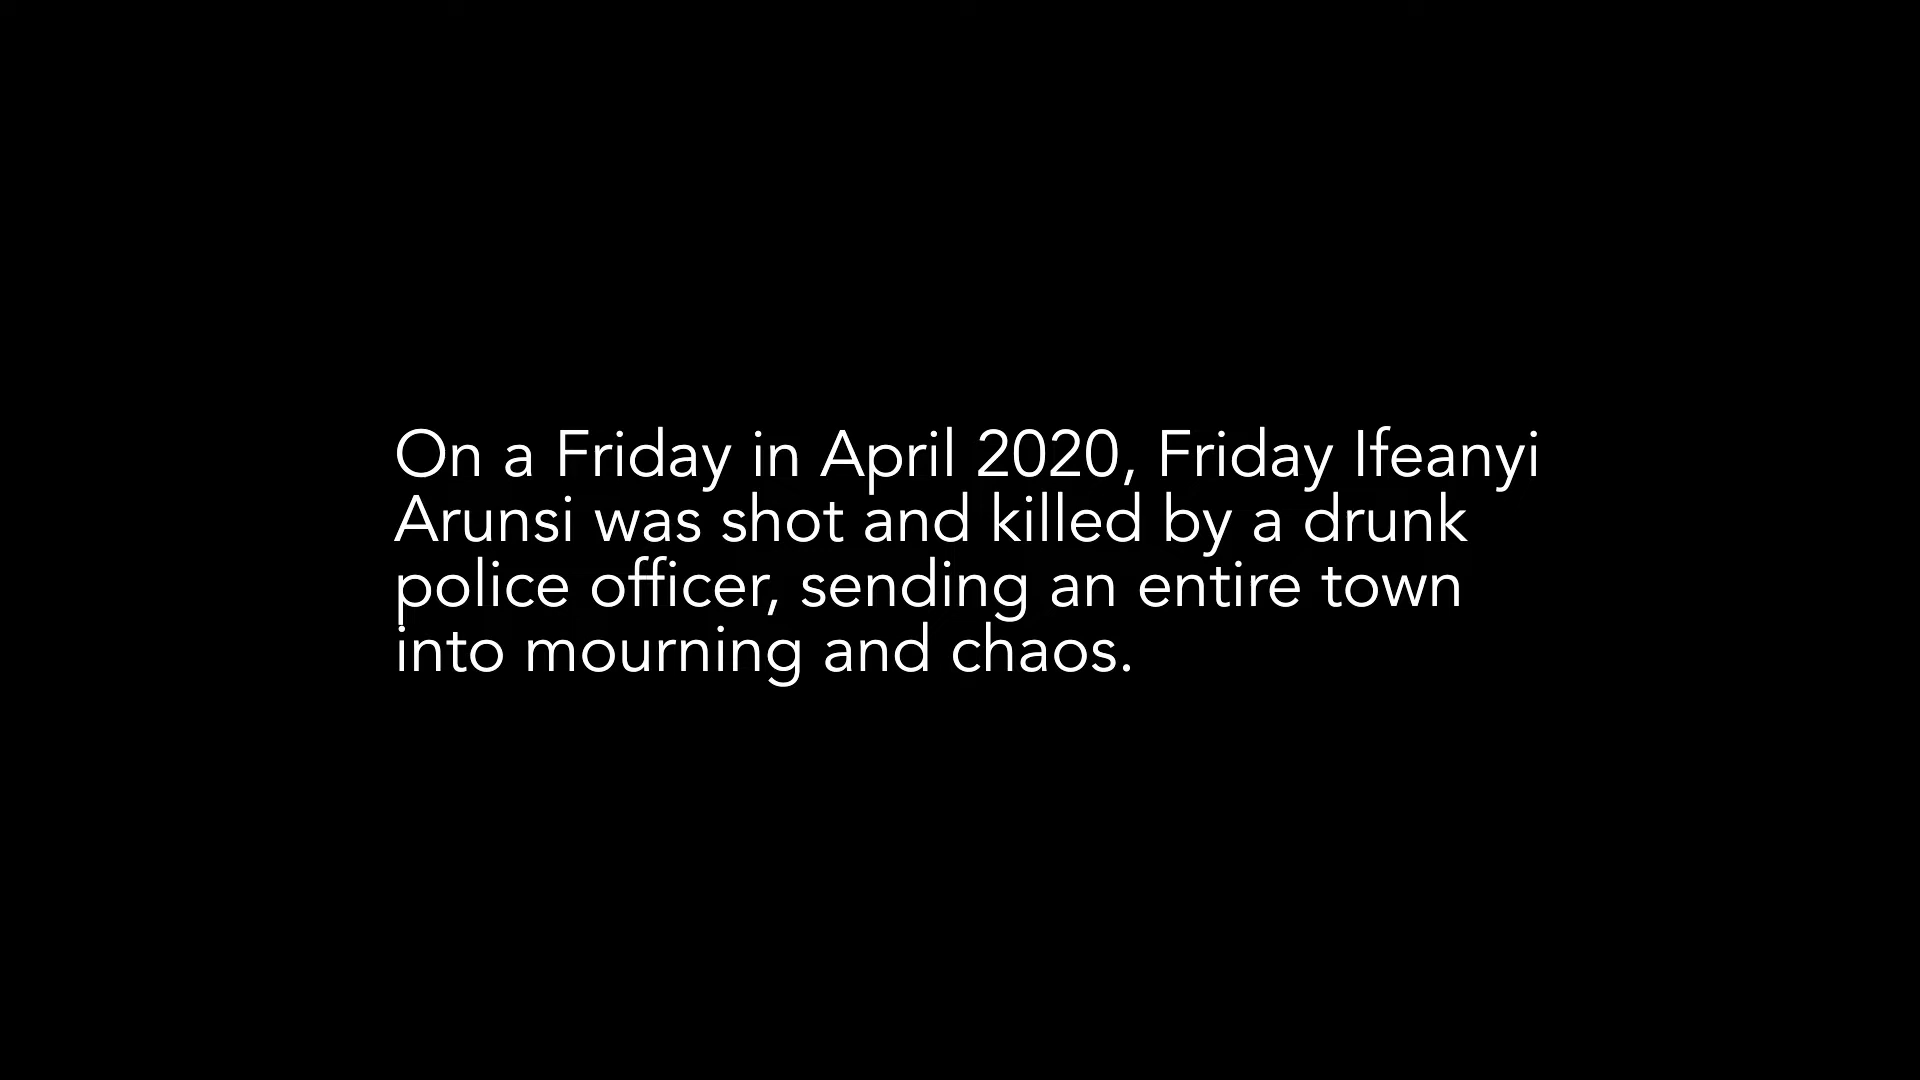 On a Friday in April 2020, Friday Ifeanyi
Arunsi was shot and killed by a drunk
police officer, sending an entire town
into mourning and chaos.